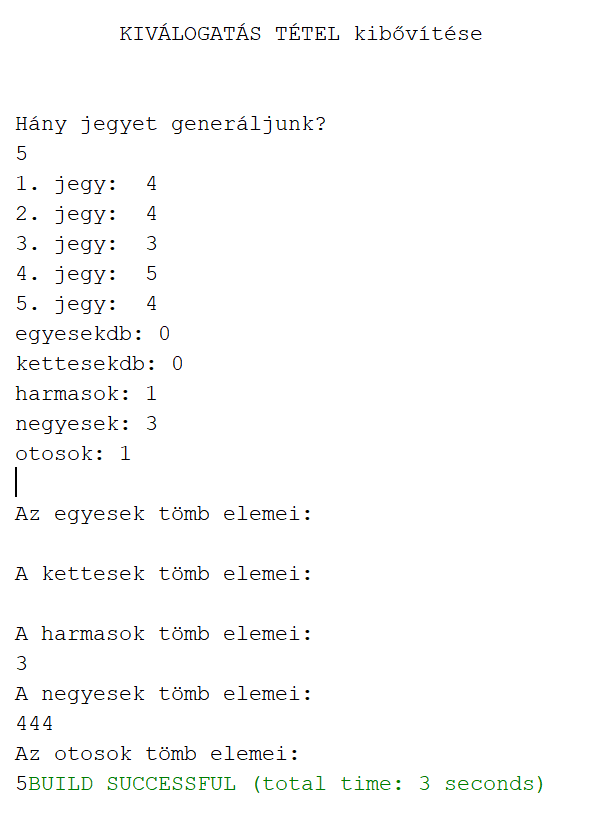 KIVÁLOGATÁS TÉTEL kibővítése
Hány jegyet generáljunk?
5
1. jegy:  4
2. jegy:  4
3. jegy:  3
4. jegy:  5
5. jegy:  4
egyesekdb: 0
kettesekdb: 0
harmasok: 1
negyesek: 3
otosok: 1
Az egyesek tömb elemei:
A kettesek tömb elemei:
A harmasok tömb elemei:
3
A negyesek tömb elemei:
444
Az otosok tömb elemei:
5BUILD SUCCESSFUL (total time: 3 seconds)